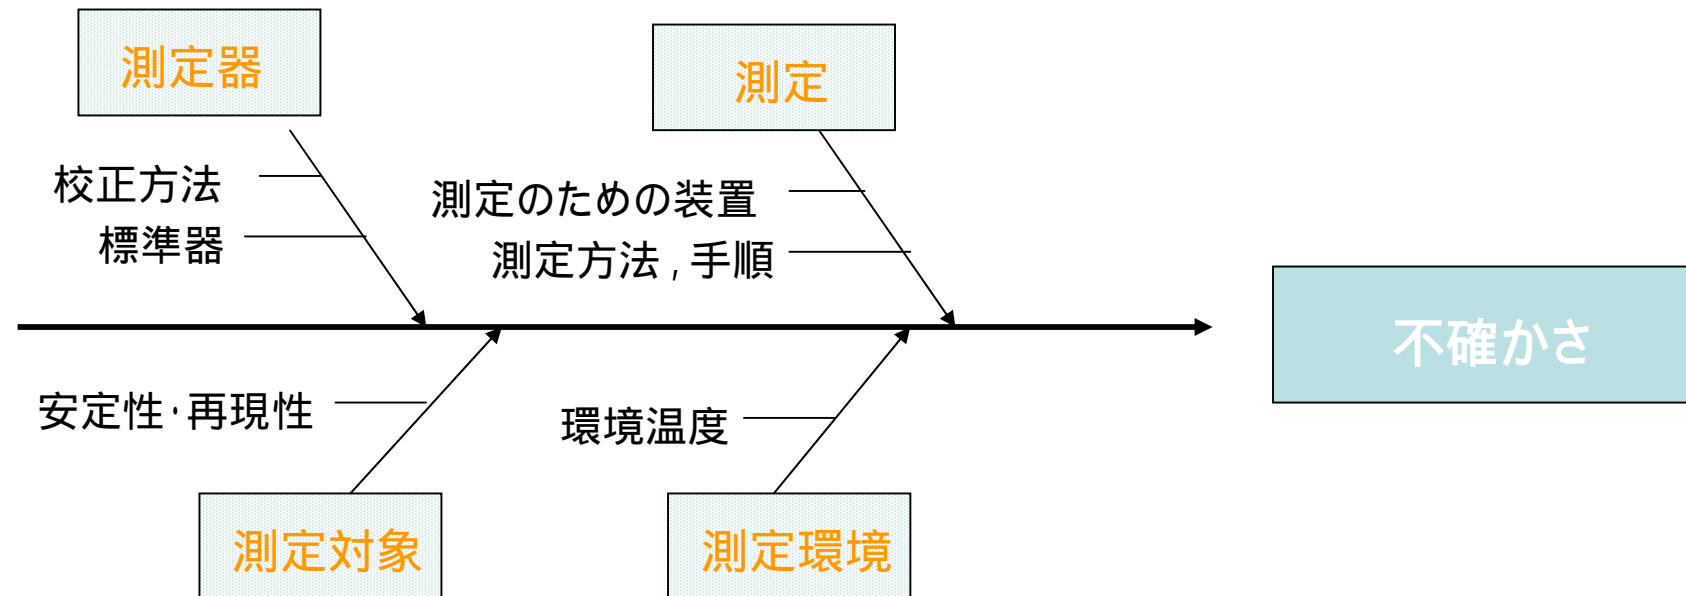 測定器
測定
校正方法
標準器
測定のための装置
測定方法,手順
不確かさ
安定性・再現性
環境温度
測定対象
測定環境